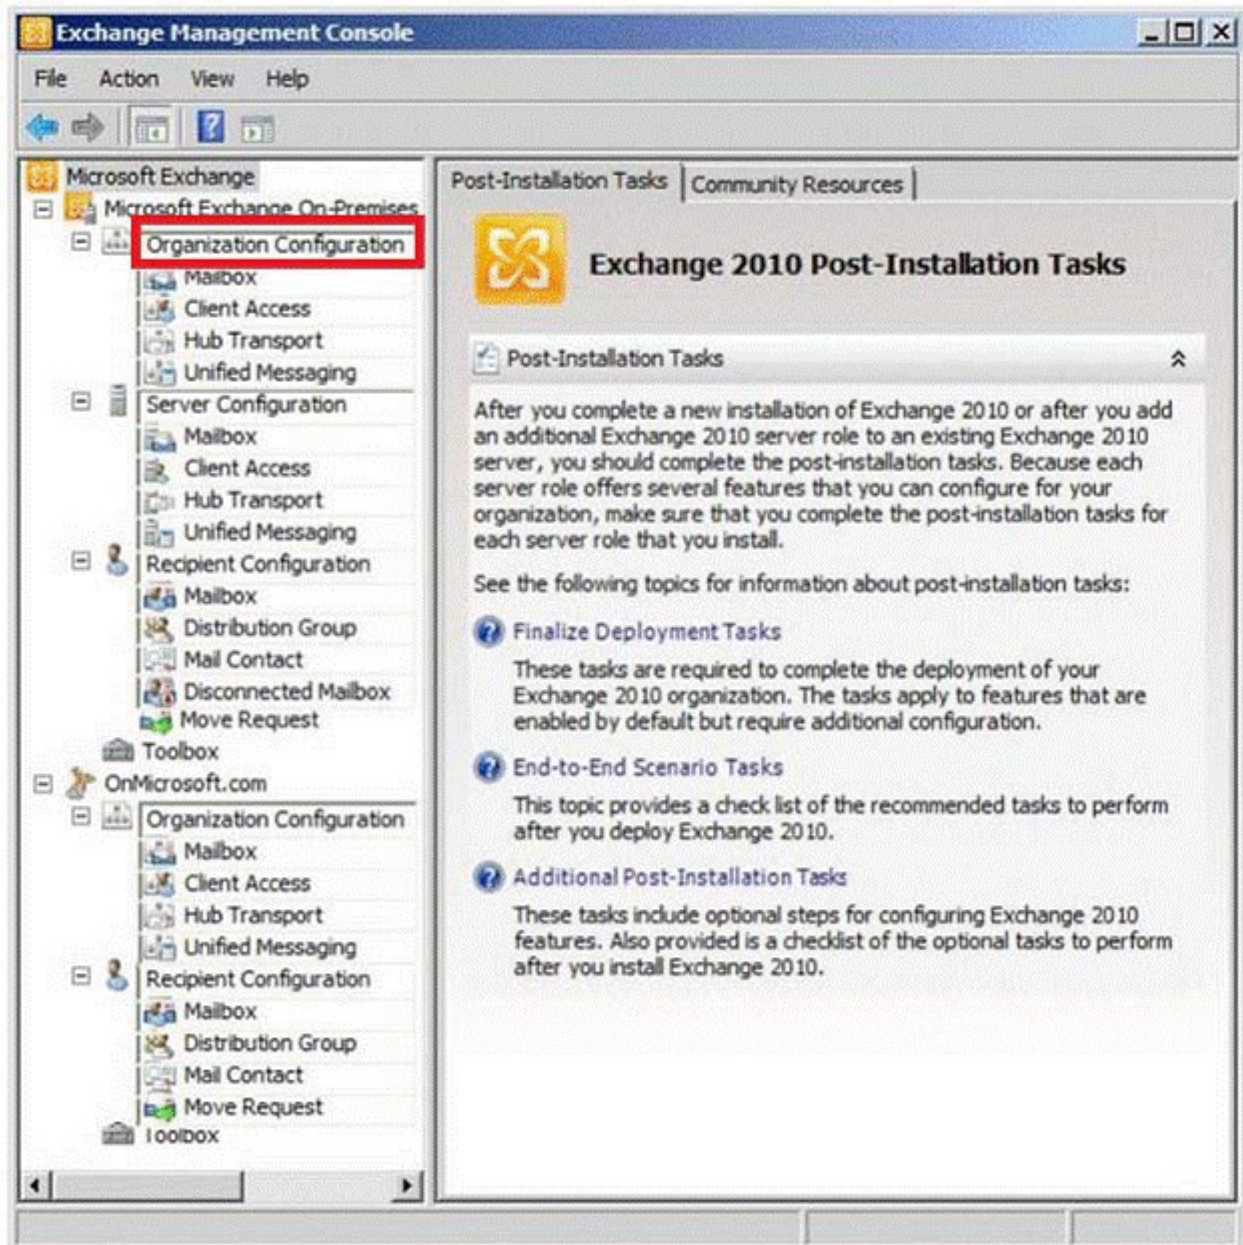 Exchange Management Console
File Action View Help
Microsoft Exchange
Microsoft Exchange On-Premises
Organization Configuration
Mailbox
Client Access
Hub Transport
Unified Messaging
Server Configuration
Mailbox
Client Access
Hub Transport
Unified Messaging
Recipient Configuration
Mailbox
Distribution Group
Mail Contact
Disconnected Mailbox
Move Request
Toolbox
OnMicrosoft.com
Organization Configuration
Mailbox
Client Access
Hub Transport
Unified Messaging
Recipient Configuration
Mailbox
Distribution Group
Mail Contact
Move Request
Toolbox
Post-Installation Tasks Community Resources
Exchange 2010 Post-Installation Tasks
Post-Installation Tasks
After you complete a new installation of Exchange 2010 or after you add
an additional Exchange 2010 server role to an existing Exchange 2010
server, you should complete the post-installation tasks. Because each
server role offers several features that you can configure for your
organization, make sure that you complete the post-installation tasks for
each server role that you install.
See the following topics for information about post-installation tasks:
Finalize Deployment Tasks
These tasks are required to complete the deployment of your
Exchange 2010 organization. The tasks apply to features that are
enabled by default but require additional configuration.
End-to-End Scenario Tasks
This topic provides a check list of the recommended tasks to perform
after you deploy Exchange 2010.
Additional Post-Installation Tasks
These tasks include optional steps for configuring Exchange 2010
features. Also provided is a checklist of the optional tasks to perform
after you install Exchange 2010.